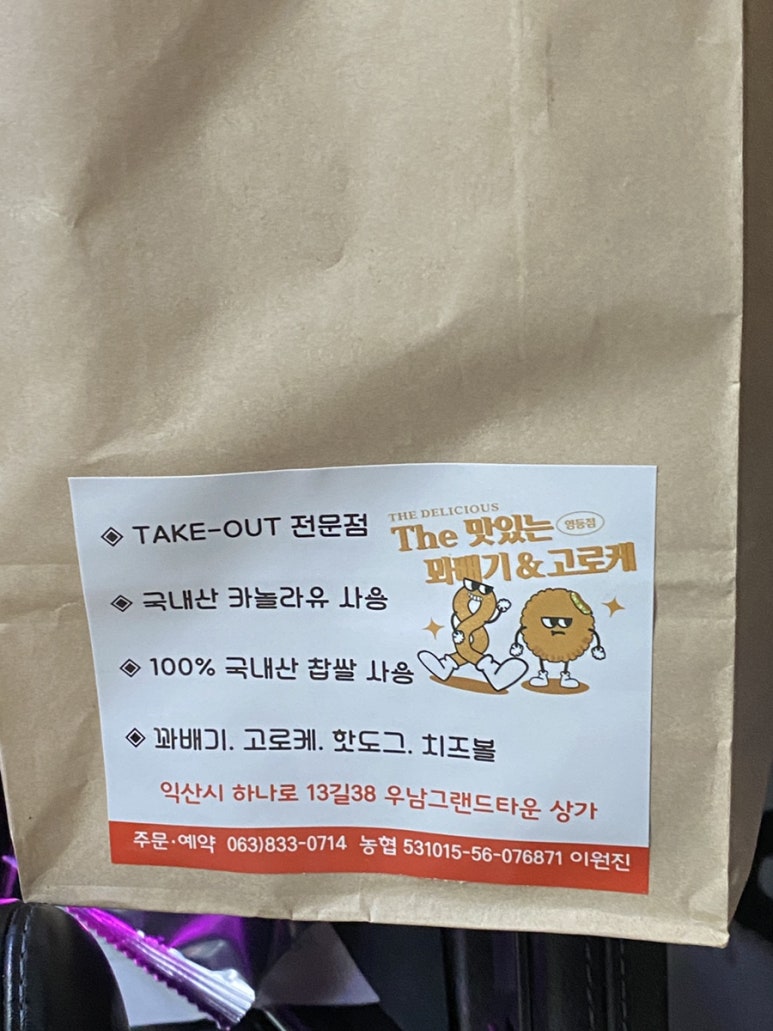 ◈ TAKE-OUT 전문점
◈ 국내산 카놀라유 사용
◈ 100% 국내산 찹쌀 사용
◈ 꽈배기. 고로케. 핫도그. 치즈볼
THE DELICIOUS
The 맛있는 영등점
꽈배기&고로케
익산시 하나로 13길38 우남그랜드타운 상가
주문·예약 063)833-0714 농협 531015-56-076871 이원진